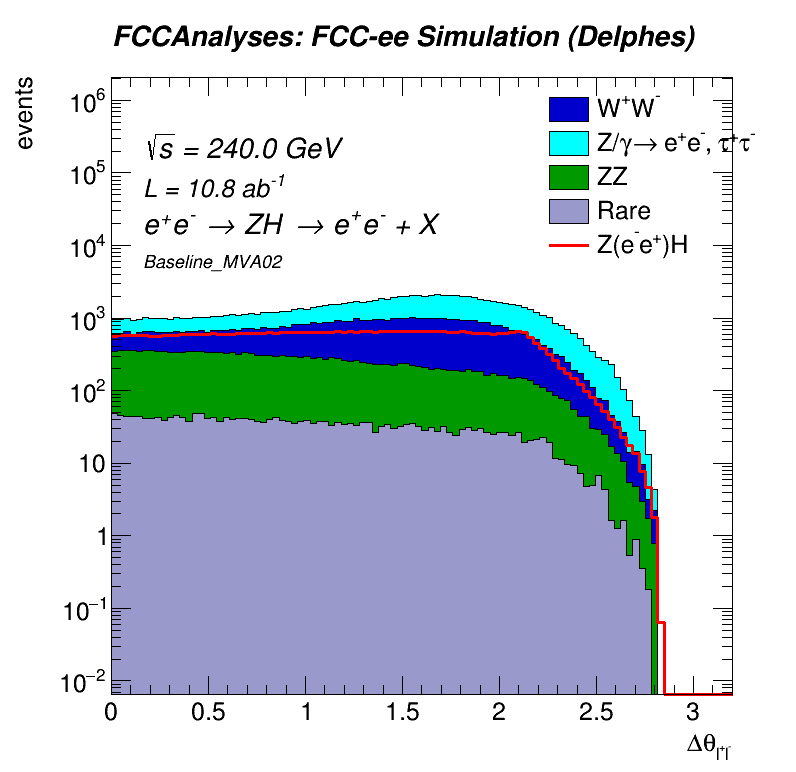 FCCAnalyses: FCC-ee Simulation (Delphes)
events
√s = 240.0 GeV
L = 10.8 ab⁻¹
e⁺e⁻ → ZH → e⁺e⁻ + X
Baseline_MVA02
W⁺W⁻
Z/γ→ e⁺e⁻, τ⁺τ⁻
ZZ
Rare
Z(e⁻e⁺)H
10⁶
10⁵
10⁴
10³
10²
10
1
10⁻¹
10⁻²
0 0.5 1 1.5 2 2.5 3
Δθ_{l⁺l⁻}